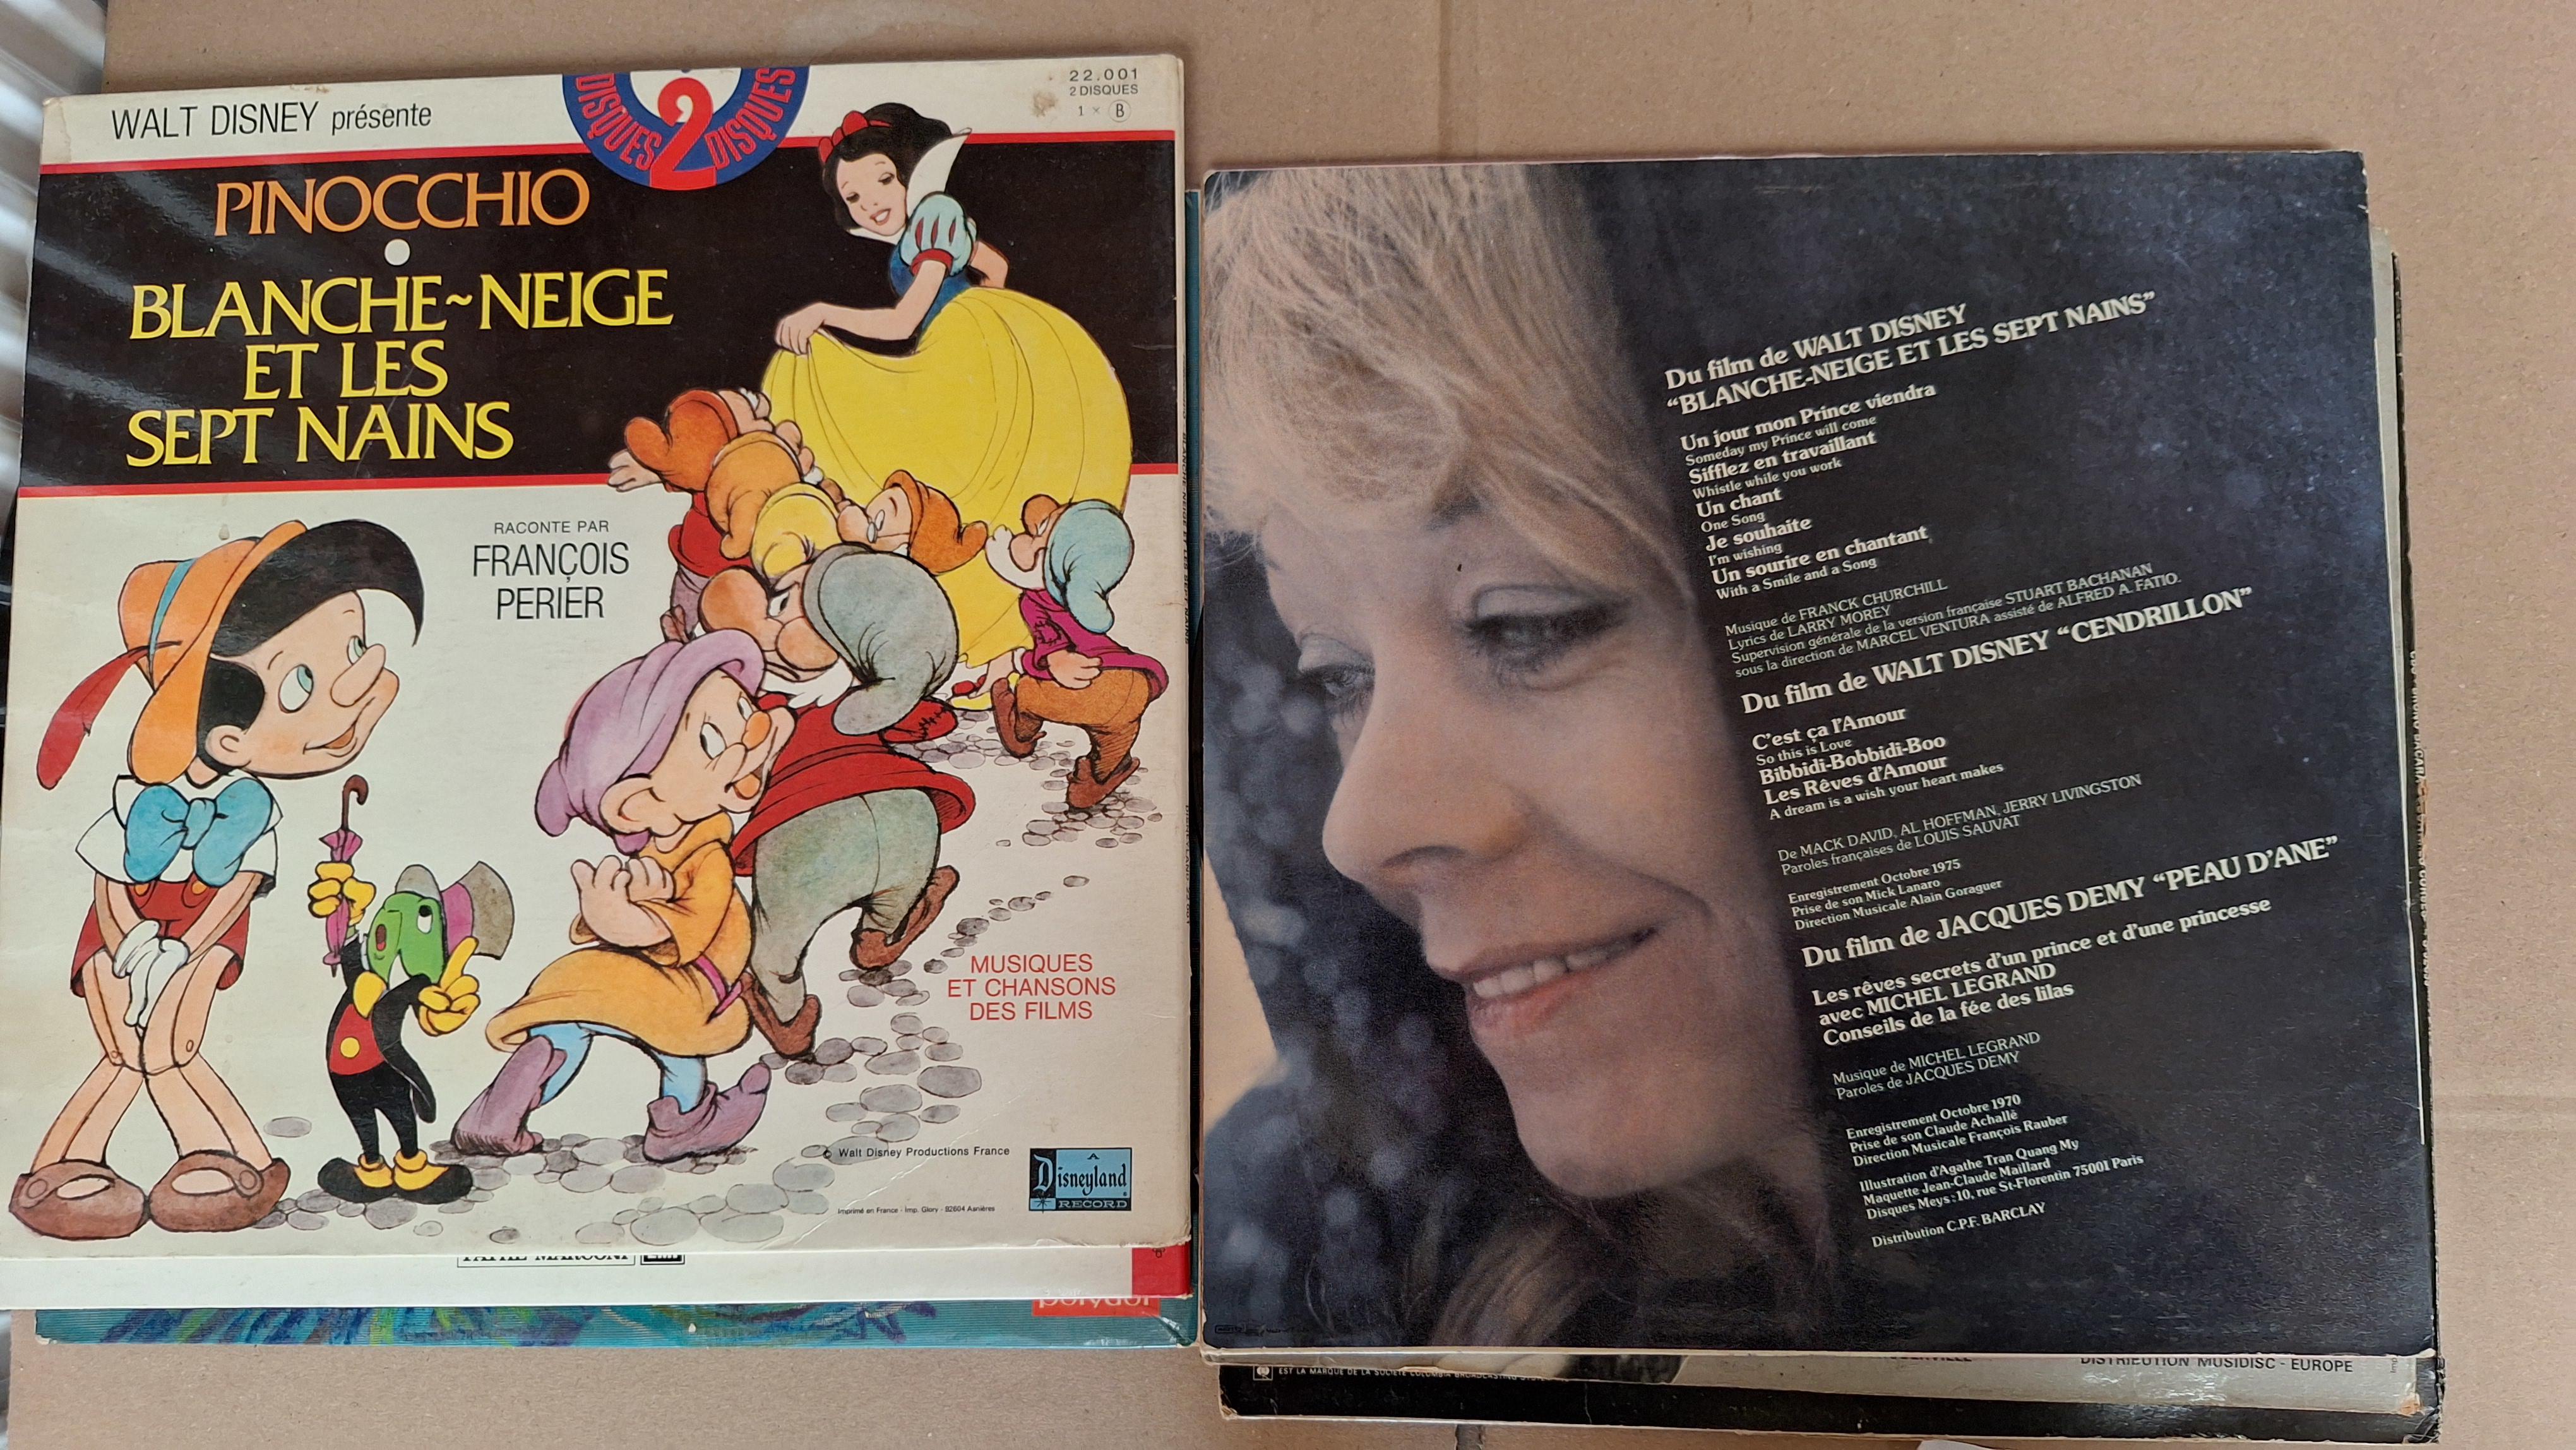 WALT DISNEY présente
DISQUES 2 DISQUES
22.001
2 DISQUES
1 × B
PINOCCHIO
BLANCHE~NEIGE
ET LES
SEPT NAINS
RACONTE PAR
FRANÇOIS
PERIER
MUSIQUES
ET CHANSONS
DES FILMS
© Walt Disney Productions France
Disneyland
RECORD
Imprimé en France - Imp. Glory - 92604 Asnières
PATHE MARCONI
EMI
polydor
Du film de WALT DISNEY
“BLANCHE-NEIGE ET LES SEPT NAINS”
Un jour mon Prince viendra
Someday my Prince will come
Sifflez en travaillant
Whistle while you work
Un chant
One Song
Je souhaite
I'm wishing
Un sourire en chantant
With a Smile and a Song
Musique de FRANCK CHURCHILL
Lyrics de LARRY MOREY
Supervision générale de la version française STUART BACHANAN
sous la direction de MARCEL VENTURA assisté de ALFRED A. FATIO.
Du film de WALT DISNEY “CENDRILLON”
C'est ça l'Amour
So this is Love
Bibbidi-Bobbidi-Boo
Les Rêves d'Amour
A dream is a wish your heart makes
De MACK DAVID, AL HOFFMAN, JERRY LIVINGSTON
Paroles françaises de LOUIS SAUVAT
Enregistrement Octobre 1975
Prise de son Mick Lanaro
Direction Musicale Alain Goraguer
Du film de JACQUES DEMY “PEAU D'ANE”
Les rêves secrets d'un prince et d'une princesse
avec MICHEL LEGRAND
Conseils de la fée des lilas
Musique de MICHEL LEGRAND
Paroles de JACQUES DEMY
Enregistrement Octobre 1970
Prise de son Claude Achallé
Direction Musicale François Rauber
Illustration d'Agathe Tran Quang My
Maquette Jean-Claude Maillard
Disques Meys : 10, rue St-Florentin 75001 Paris
Distribution C.P.F. BARCLAY
DISTRIBUTION MUSIDISC - EUROPE
EST LA MARQUE DE LA SOCIETE COLUMBIA BROADCASTING